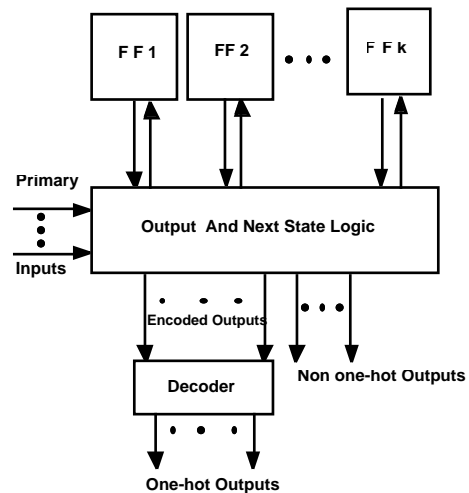 F F 1
FF 2
F F k
Primary
Output And Next State Logic
Inputs
Encoded Outputs
Non one-hot Outputs
Decoder
One-hot Outputs